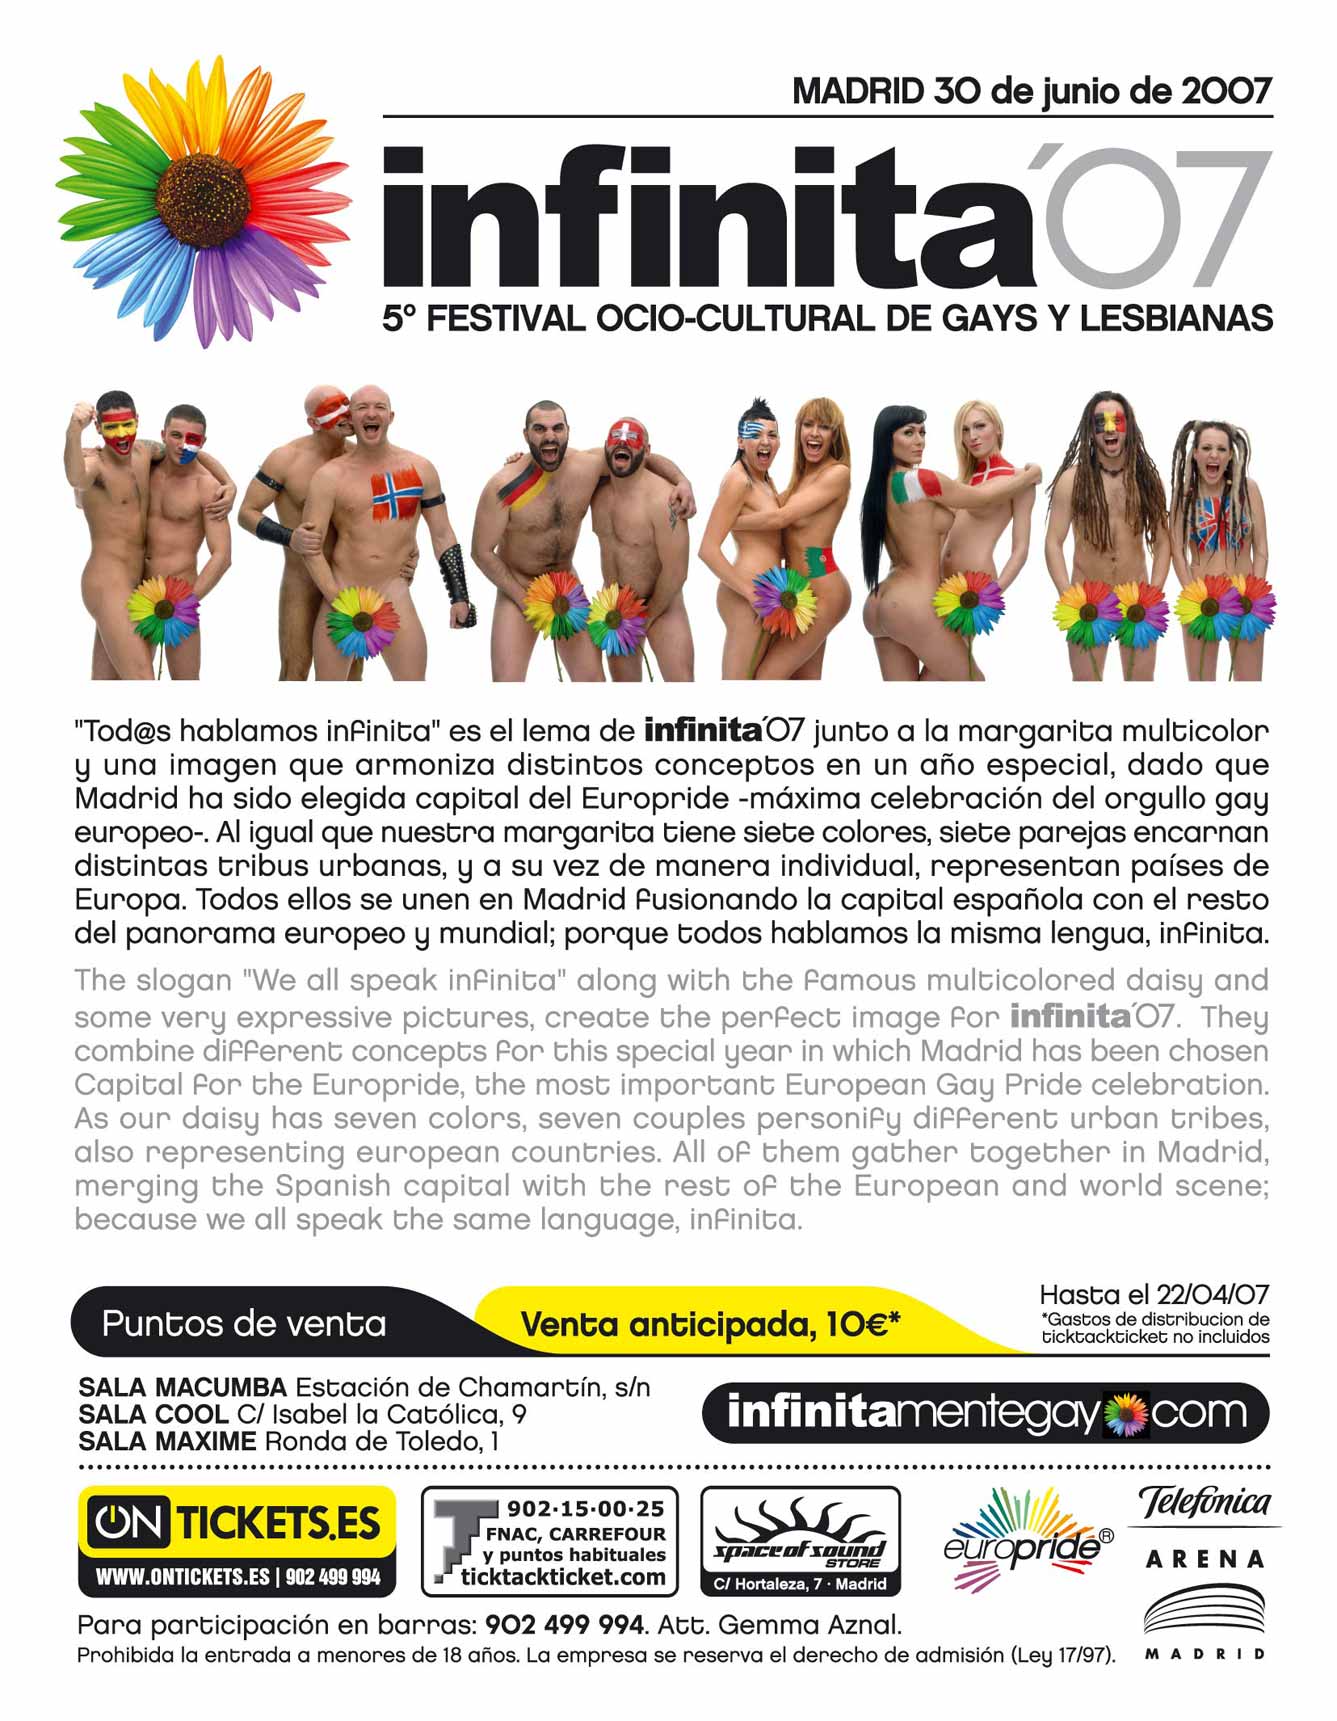 MADRID 30 de junio de 2007
infinita´07
5º FESTIVAL OCIO-CULTURAL DE GAYS Y LESBIANAS
"Tod@s hablamos infinita" es el lema de infinita´07 junto a la margarita multicolor
y una imagen que armoniza distintos conceptos en un año especial, dado que
Madrid ha sido elegida capital del Europride -máxima celebración del orgullo gay
europeo-. Al igual que nuestra margarita tiene siete colores, siete parejas encarnan
distintas tribus urbanas, y a su vez de manera individual, representan países de
Europa. Todos ellos se unen en Madrid fusionando la capital española con el resto
del panorama europeo y mundial; porque todos hablamos la misma lengua, infinita.
The slogan "We all speak infinita" along with the famous multicolored daisy and
some very expressive pictures, create the perfect image for infinita´07. They
combine different concepts for this special year in which Madrid has been chosen
Capital for the Europride, the most important European Gay Pride celebration.
As our daisy has seven colors, seven couples personify different urban tribes,
also representing european countries. All of them gather together in Madrid,
merging the Spanish capital with the rest of the European and world scene;
because we all speak the same language, infinita.
Puntos de venta
Venta anticipada, 10€*
Hasta el 22/04/07
*Gastos de distribucion de
ticktackticket no incluidos
SALA MACUMBA Estación de Chamartín, s/n
SALA COOL C/ Isabel la Católica, 9
SALA MAXIME Ronda de Toledo, 1
infinitamentegay.com
ON TICKETS.ES
WWW.ONTICKETS.ES | 902 499 994
902·15·00·25
FNAC, CARREFOUR
y puntos habituales
ticktackticket.com
space of sound
STORE
C/ Hortaleza, 7 · Madrid
europride®
Telefónica
ARENA
MADRID
Para participación en barras: 902 499 994. Att. Gemma Aznal.
Prohibida la entrada a menores de 18 años. La empresa se reserva el derecho de admisión (Ley 17/97).